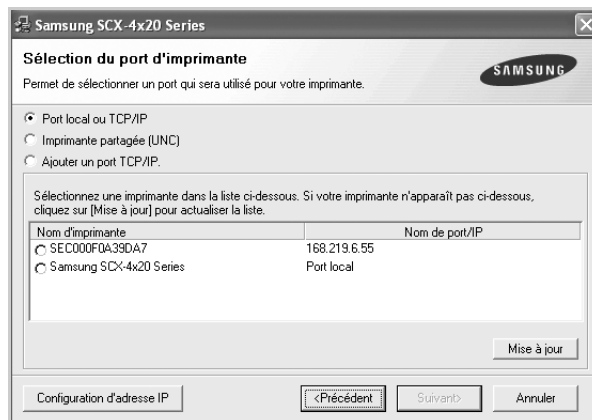 Samsung SCX-4x20 Series
Sélection du port d'imprimante
Permet de sélectionner un port qui sera utilisé pour votre imprimante.
SAMSUNG
Port local ou TCP/IP
Imprimante partagée (UNC)
Ajouter un port TCP/IP.
Sélectionnez une imprimante dans la liste ci-dessous. Si votre imprimante n'apparaît pas ci-dessous,
cliquez sur [Mise à jour] pour actualiser la liste.
Nom d'imprimante Nom de port/IP
SEC000F0A39DA7 168.219.6.55
Samsung SCX-4x20 Series Port local
Mise à jour
Configuration d'adresse IP <Précédent Suivant> Annuler